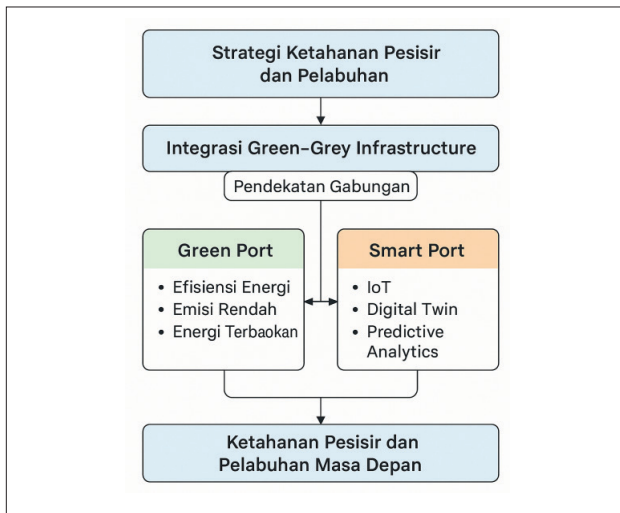 Strategi Ketahanan Pesisir
dan Pelabuhan
Integrasi Green-Grey Infrastructure
Pendekatan Gabungan
Green Port
• Efisiensi Energi
• Emisi Rendah
• Energi Terbaokan
Smart Port
• IoT
• Digital Twin
• Predictive
Analytics
Ketahanan Pesisir dan
Pelabuhan Masa Depan